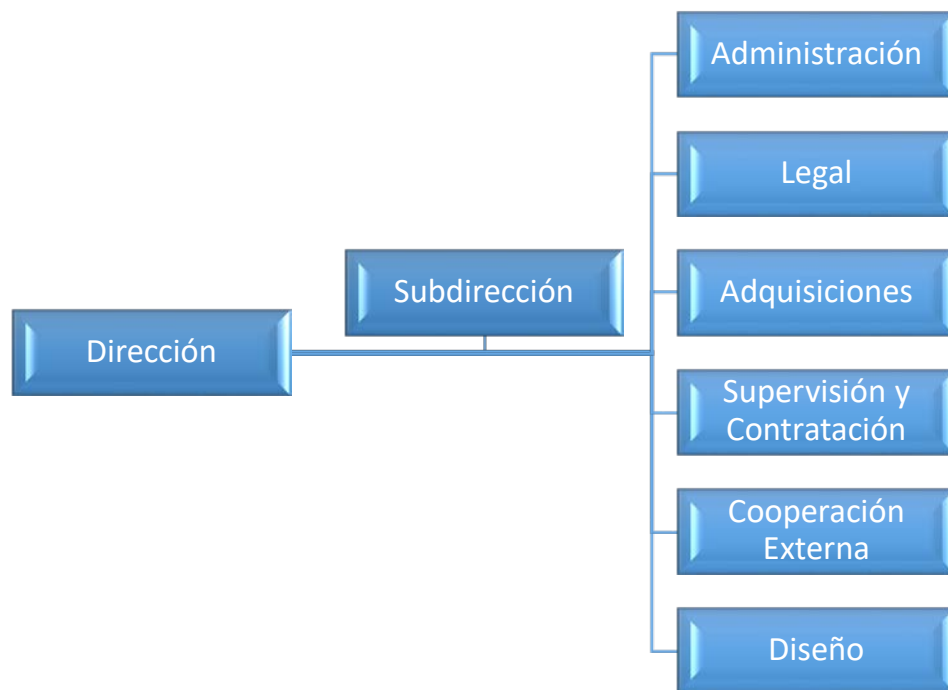 Dirección
Subdirección
Administración
Legal
Adquisiciones
Supervisión y
Contratación
Cooperación
Externa
Diseño